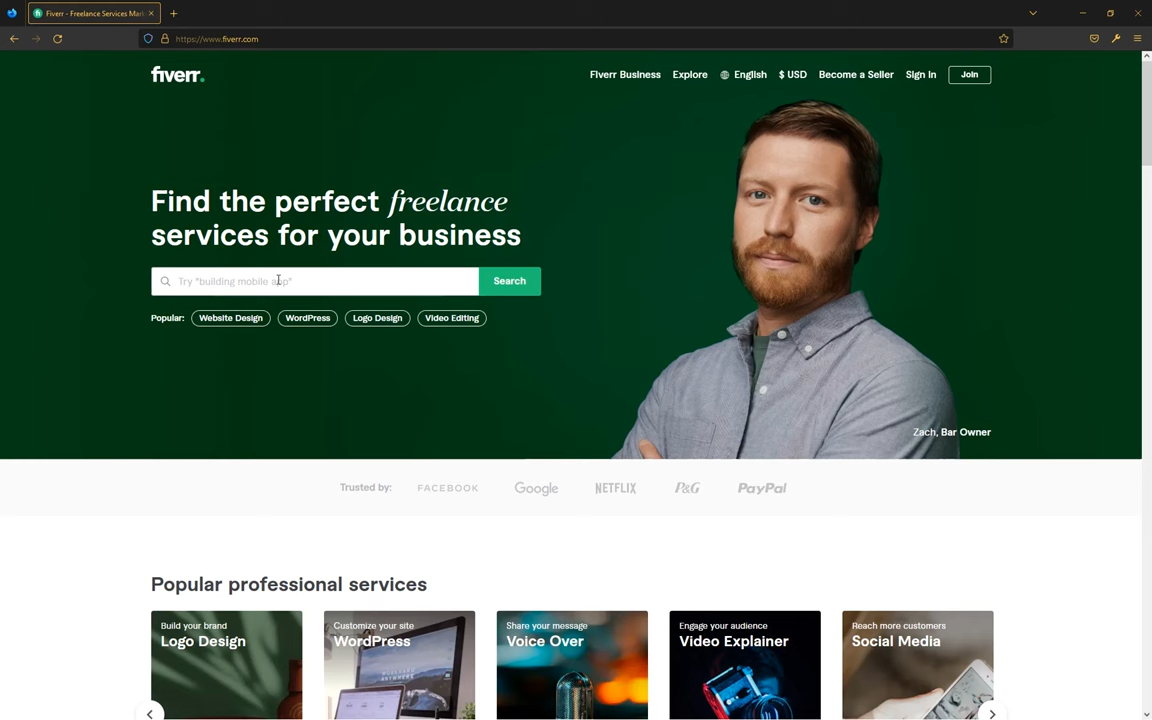 Fiverr - Freelance Services Mark
https://www.fiverr.com
fiverr.
Fiverr Business
Explore
English
$ USD
Become a Seller
Sign In
Join
Find the perfect freelance
services for your business
Try "building mobile app"
Search
Popular:
Website Design
WordPress
Logo Design
Video Editing
Zach, Bar Owner
Trusted by:
FACEBOOK
Google
NETFLIX
P&G
PayPal
Popular professional services
Build your brand
Logo Design
Customize your site
WordPress
Share your message
Voice Over
Engage your audience
Video Explainer
Reach more customers
Social Media